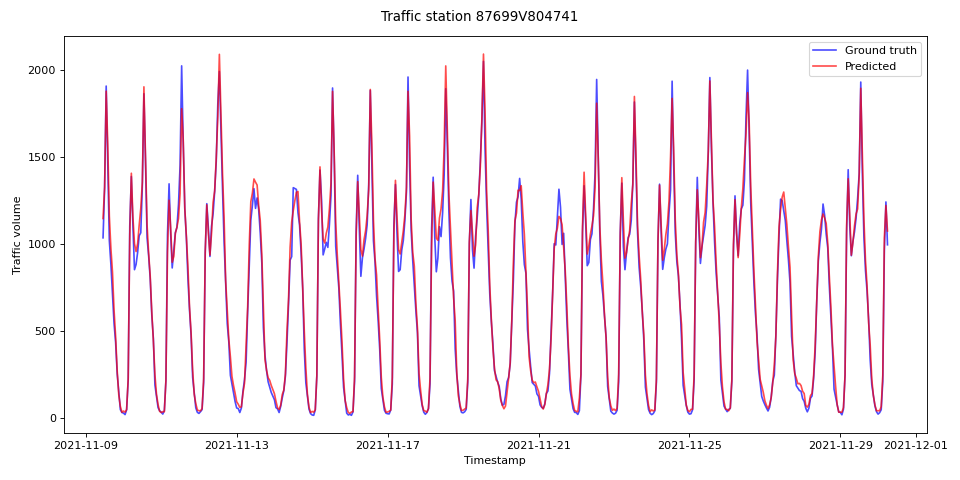 Traffic station 87699V804741
Ground truth
Predicted
Traffic volume
2000
1500
1000
500
0
2021-11-09
2021-11-13
2021-11-17
2021-11-21
2021-11-25
2021-11-29
2021-12-01
Timestamp